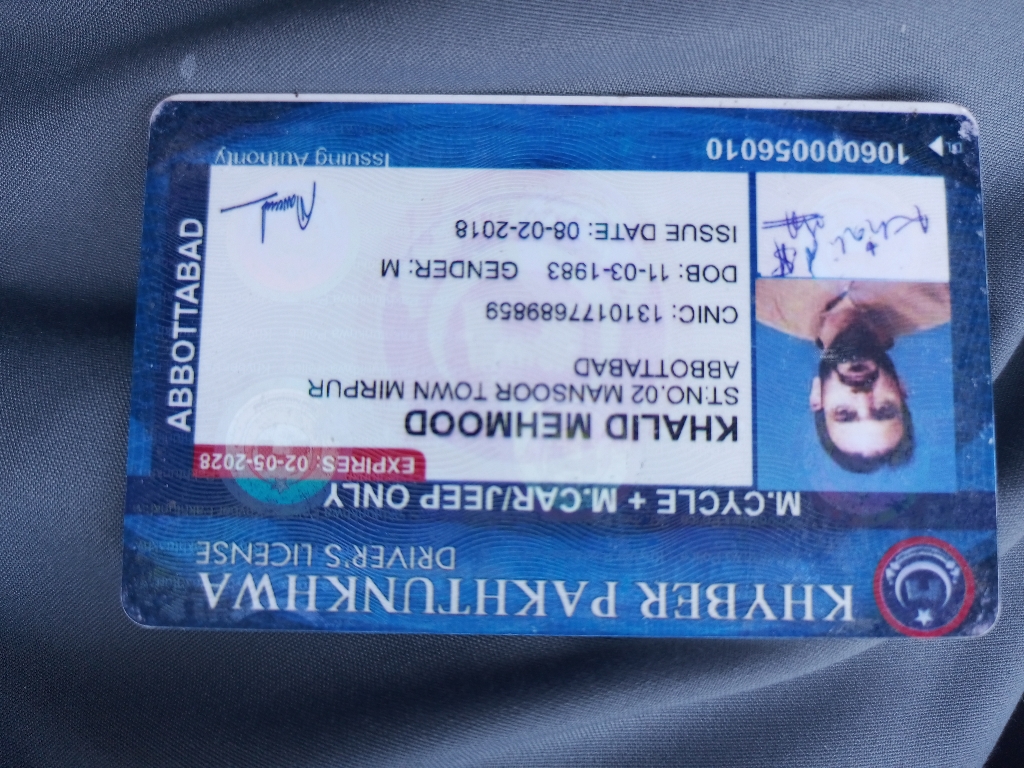 KHYBER PAKHTUNKHWA
DRIVER'S LICENSE
M.CYCLE + M.CAR/JEEP ONLY
EXPIRES: 02-05-2028
KHALID MEHMOOD
ST:NO.02 MANSOOR TOWN MIRPUR
ABBOTTABAD
CNIC: 1310177689859
DOB: 11-03-1983 GENDER: M
ISSUE DATE: 08-02-2018
ABBOTTABAD
10600056010
Issuing Authority